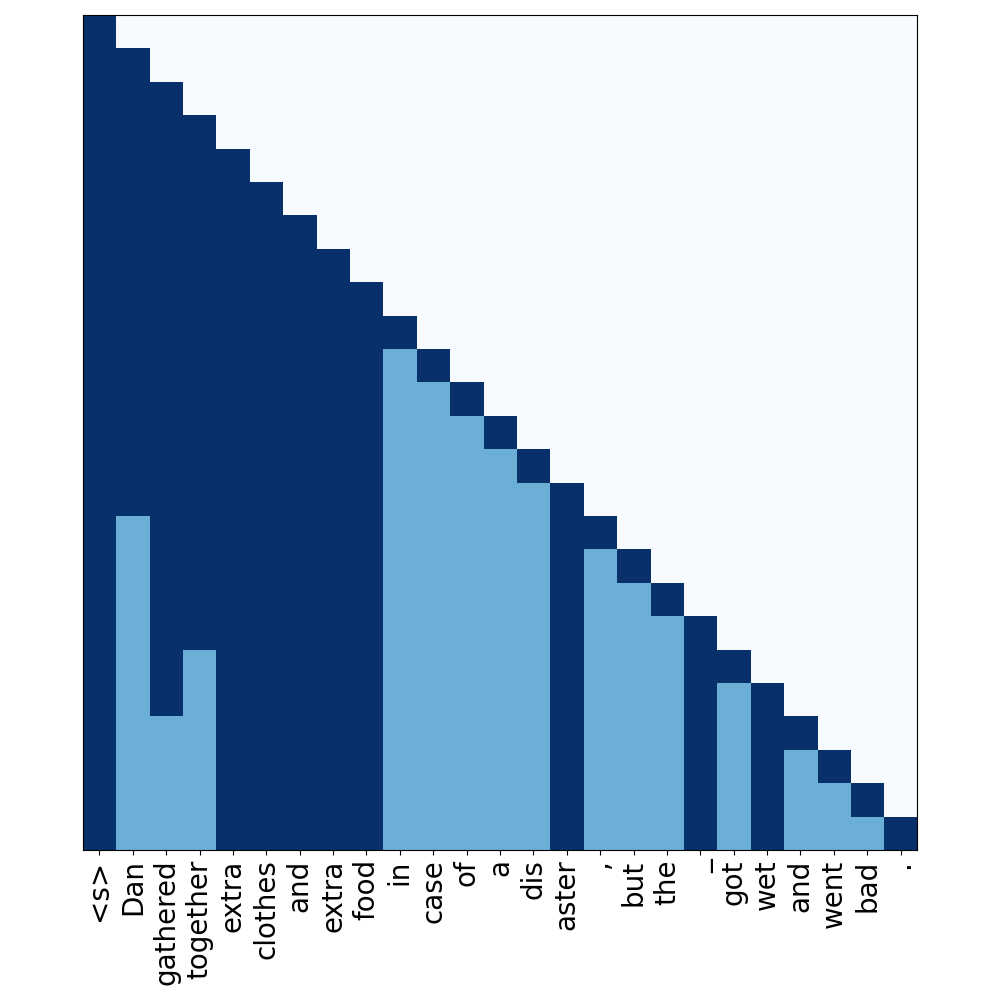 <s> Dan gathered together extra clothes and extra food in case of a dis aster , but the _ got wet and went bad .